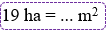 19 ha = ... m²